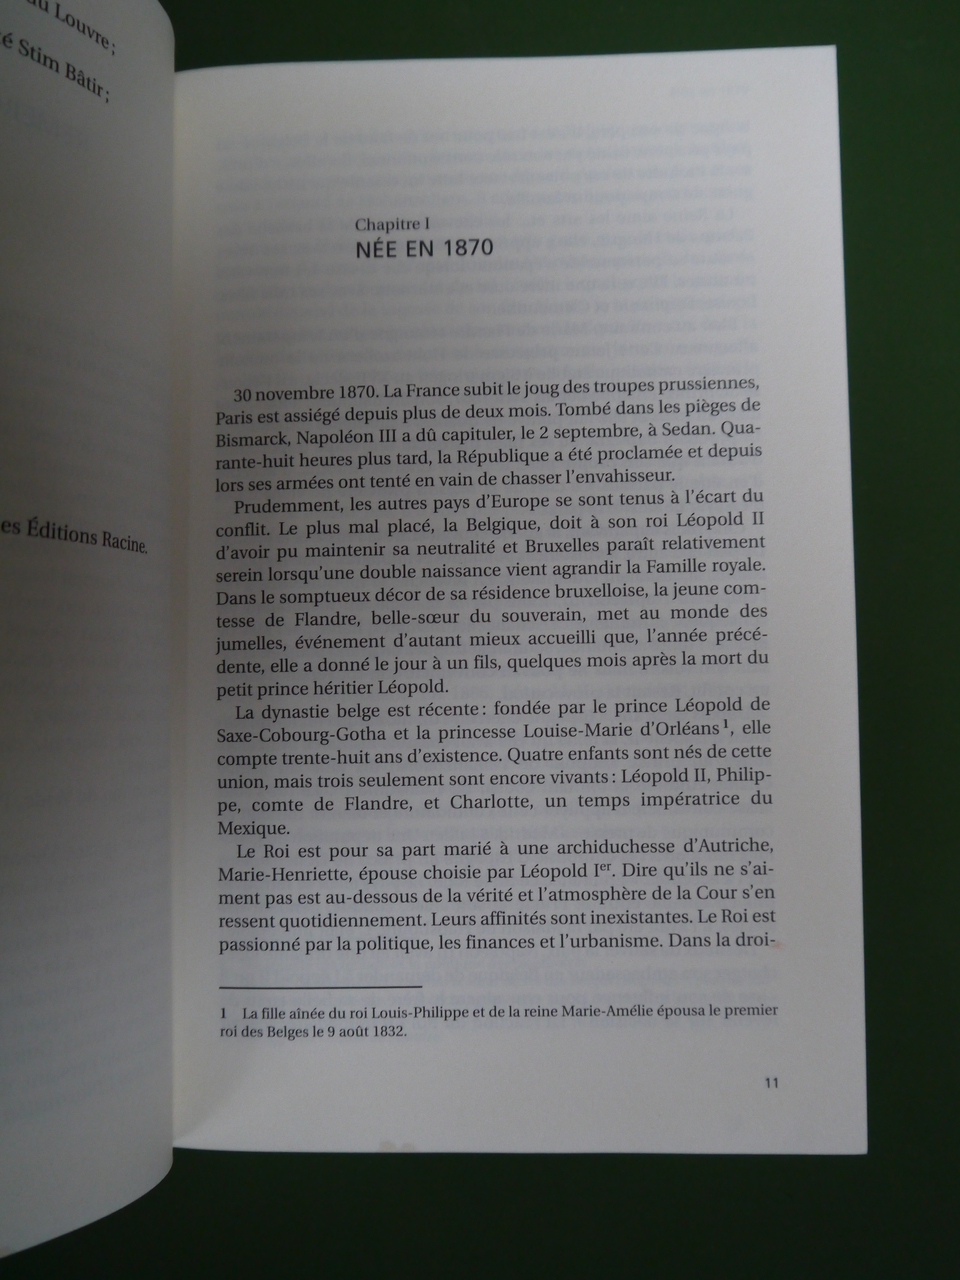 u Louvre ;
é Stim Bâtir ;
es Éditions Racine.
Chapitre I
NÉE EN 1870
30 novembre 1870. La France subit le joug des troupes prussiennes,
Paris est assiégé depuis plus de deux mois. Tombé dans les pièges de
Bismarck, Napoléon III a dû capituler, le 2 septembre, à Sedan. Qua-
rante-huit heures plus tard, la République a été proclamée et depuis
lors ses armées ont tenté en vain de chasser l'envahisseur.
Prudemment, les autres pays d'Europe se sont tenus à l'écart du
conflit. Le plus mal placé, la Belgique, doit à son roi Léopold II
d'avoir pu maintenir sa neutralité et Bruxelles paraît relativement
serein lorsqu'une double naissance vient agrandir la Famille royale.
Dans le somptueux décor de sa résidence bruxelloise, la jeune com-
tesse de Flandre, belle-sœur du souverain, met au monde des
jumelles, événement d'autant mieux accueilli que, l'année précé-
dente, elle a donné le jour à un fils, quelques mois après la mort du
petit prince héritier Léopold.
La dynastie belge est récente : fondée par le prince Léopold de
Saxe-Cobourg-Gotha et la princesse Louise-Marie d'Orléans¹, elle
compte trente-huit ans d'existence. Quatre enfants sont nés de cette
union, mais trois seulement sont encore vivants : Léopold II, Philip-
pe, comte de Flandre, et Charlotte, un temps impératrice du
Mexique.
Le Roi est pour sa part marié à une archiduchesse d'Autriche,
Marie-Henriette, épouse choisie par Léopold Iᵉʳ. Dire qu'ils ne s'ai-
ment pas est au-dessous de la vérité et l'atmosphère de la Cour s'en
ressent quotidiennement. Leurs affinités sont inexistantes. Le Roi est
passionné par la politique, les finances et l'urbanisme. Dans la droi-
1 La fille aînée du roi Louis-Philippe et de la reine Marie-Amélie épousa le premier
roi des Belges le 9 août 1832.
11